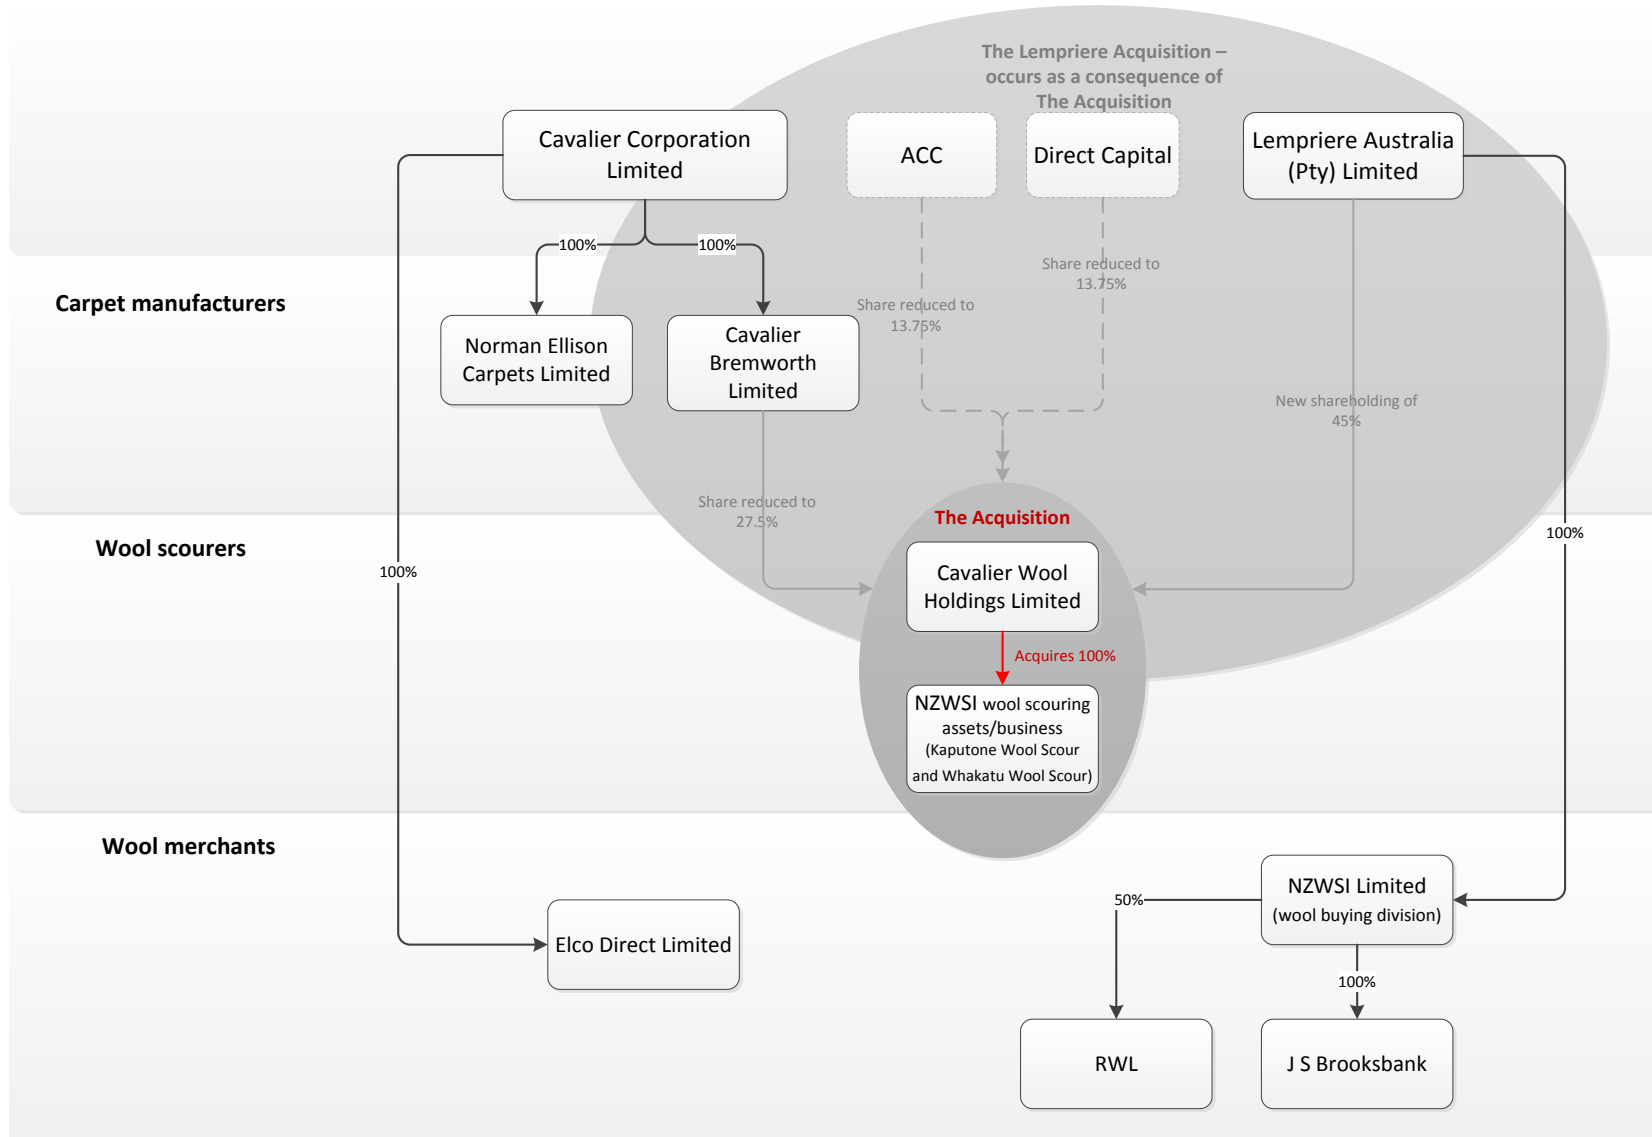 The Lempriere Acquisition –
occurs as a consequence of
The Acquisition
Cavalier Corporation
Limited
ACC
Direct Capital
Lempriere Australia
(Pty) Limited
100%
100%
Share reduced to
13.75%
Share reduced to
13.75%
Carpet manufacturers
Norman Ellison
Carpets Limited
Cavalier
Bremworth
Limited
New shareholding of
45%
Share reduced to
27.5%
The Acquisition
100%
Wool scourers
100%
Cavalier Wool
Holdings Limited
Acquires 100%
NZWSI wool scouring
assets/business
(Kaputone Wool Scour
and Whakatu Wool Scour)
Wool merchants
NZWSI Limited
(wool buying division)
50%
Elco Direct Limited
100%
RWL
J S Brooksbank